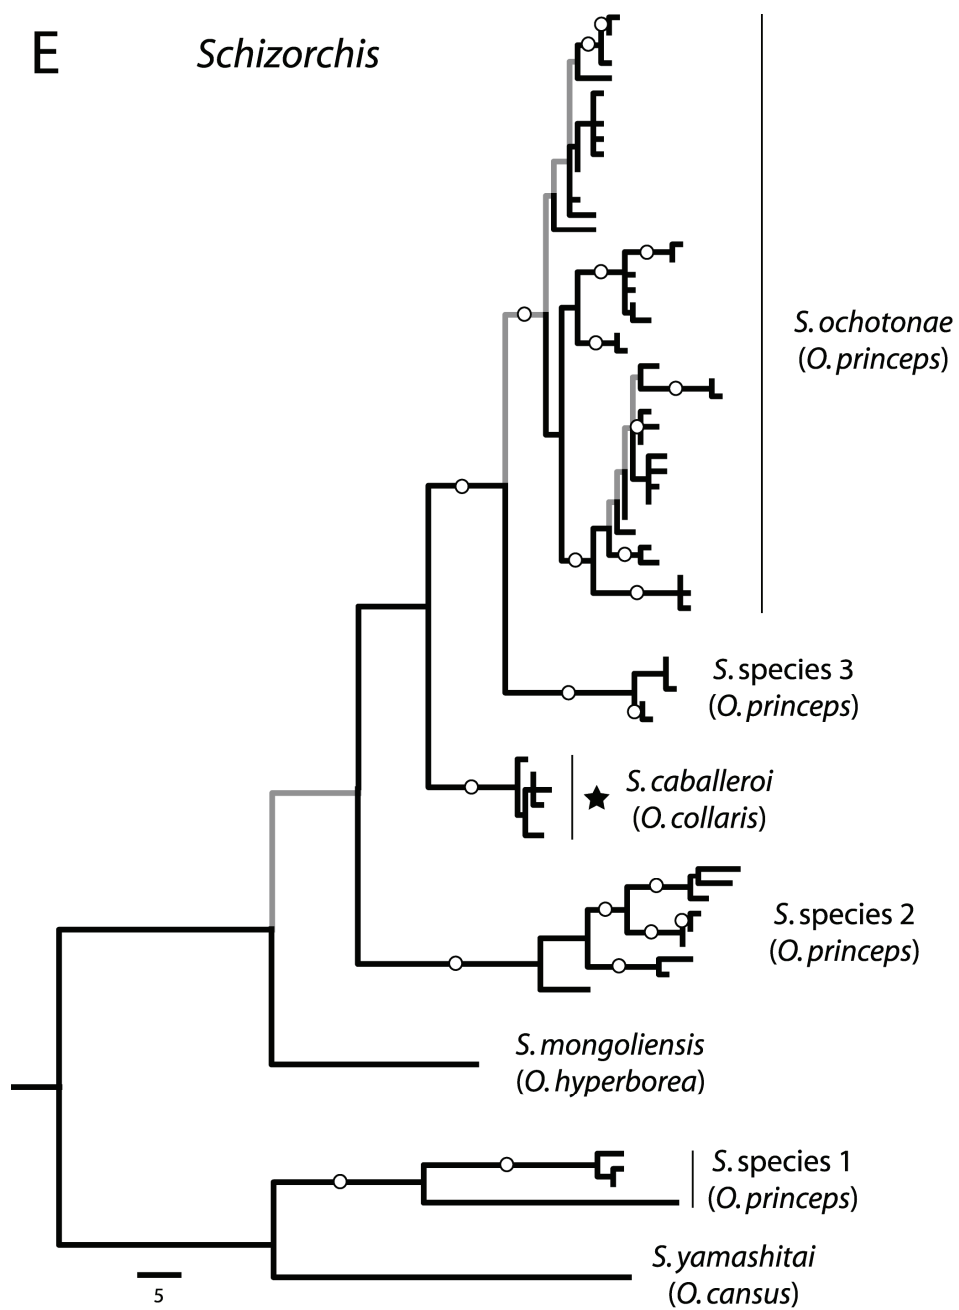 E
Schizorchis
S. ochotonae
(O. princeps)
S. species 3
(O. princeps)
S. caballeroi
(O. collaris)
S. species 2
(O. princeps)
S. mongoliensis
(O. hyperborea)
S. species 1
(O. princeps)
S. yamashitai
(O. cansus)
5